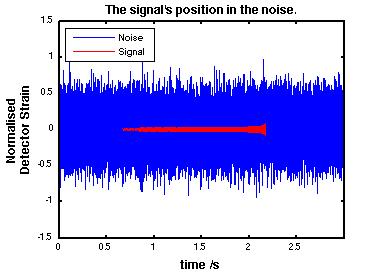 The signal's position in the noise.
Noise
Signal
Normalised
Detector Strain
1.5
1
0.5
0
-0.5
-1
-1.5
0 0.5 1 1.5 2 2.5
time /s